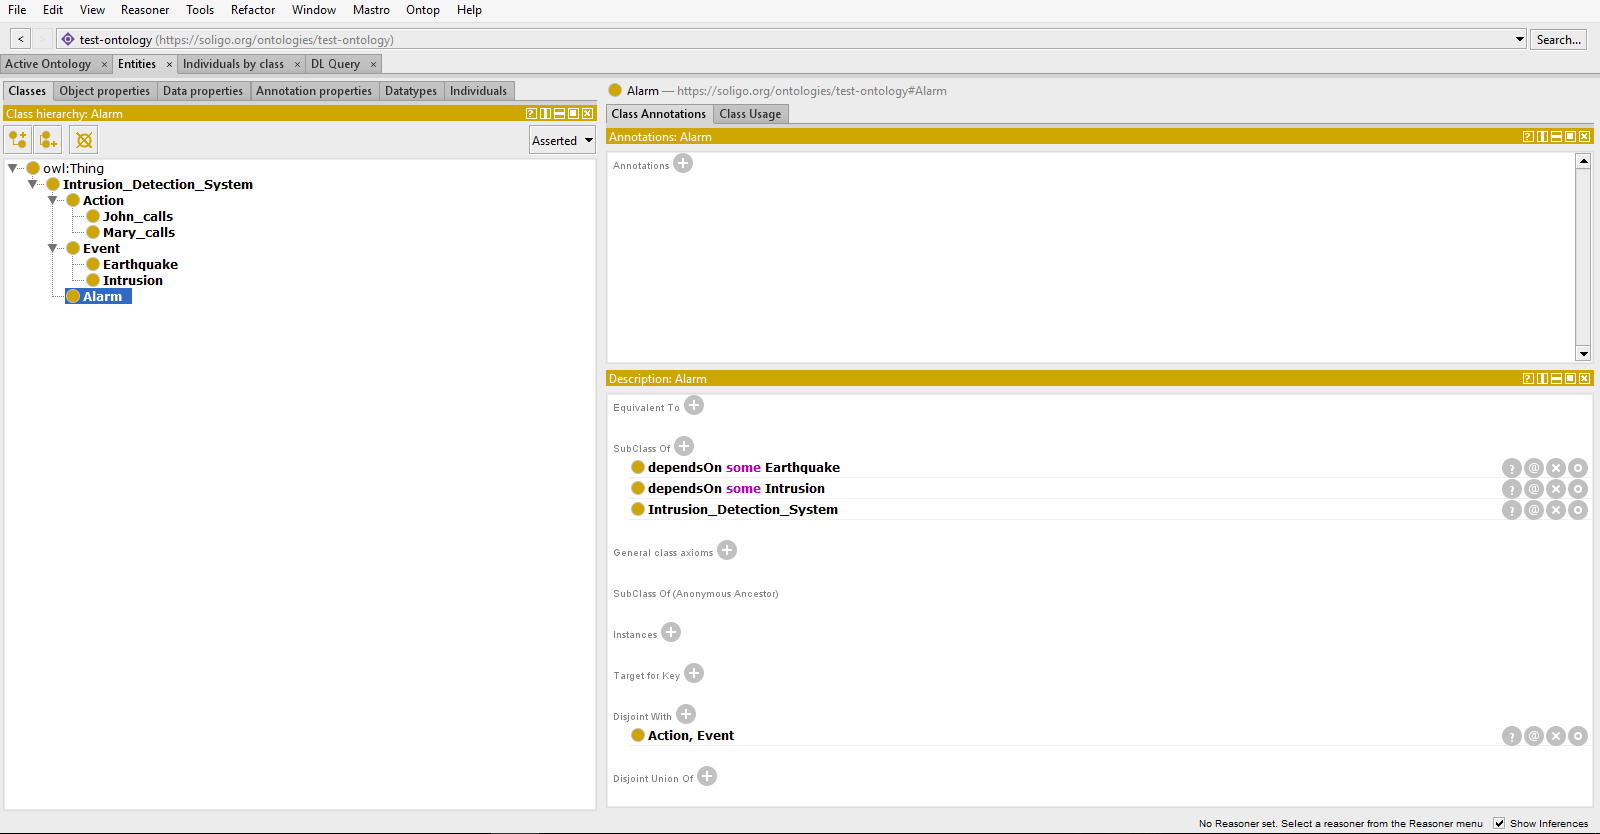 File Edit View Reasoner Tools Refactor Window Mastro Ontop Help
< > test-ontology (https://soligo.org/ontologies/test-ontology) Search...
Active Ontology × Entities × Individuals by class × DL Query ×
Classes Object properties Data properties Annotation properties Datatypes Individuals
Class hierarchy: Alarm
Asserted
owl:Thing
Intrusion_Detection_System
Action
John_calls
Mary_calls
Event
Earthquake
Intrusion
Alarm
Alarm — https://soligo.org/ontologies/test-ontology#Alarm
Class Annotations Class Usage
Annotations: Alarm
Annotations
Description: Alarm
Equivalent To
SubClass Of
dependsOn some Earthquake
dependsOn some Intrusion
Intrusion_Detection_System
General class axioms
SubClass Of (Anonymous Ancestor)
Instances
Target for Key
Disjoint With
Action, Event
Disjoint Union Of
No Reasoner set. Select a reasoner from the Reasoner menu Show Inferences